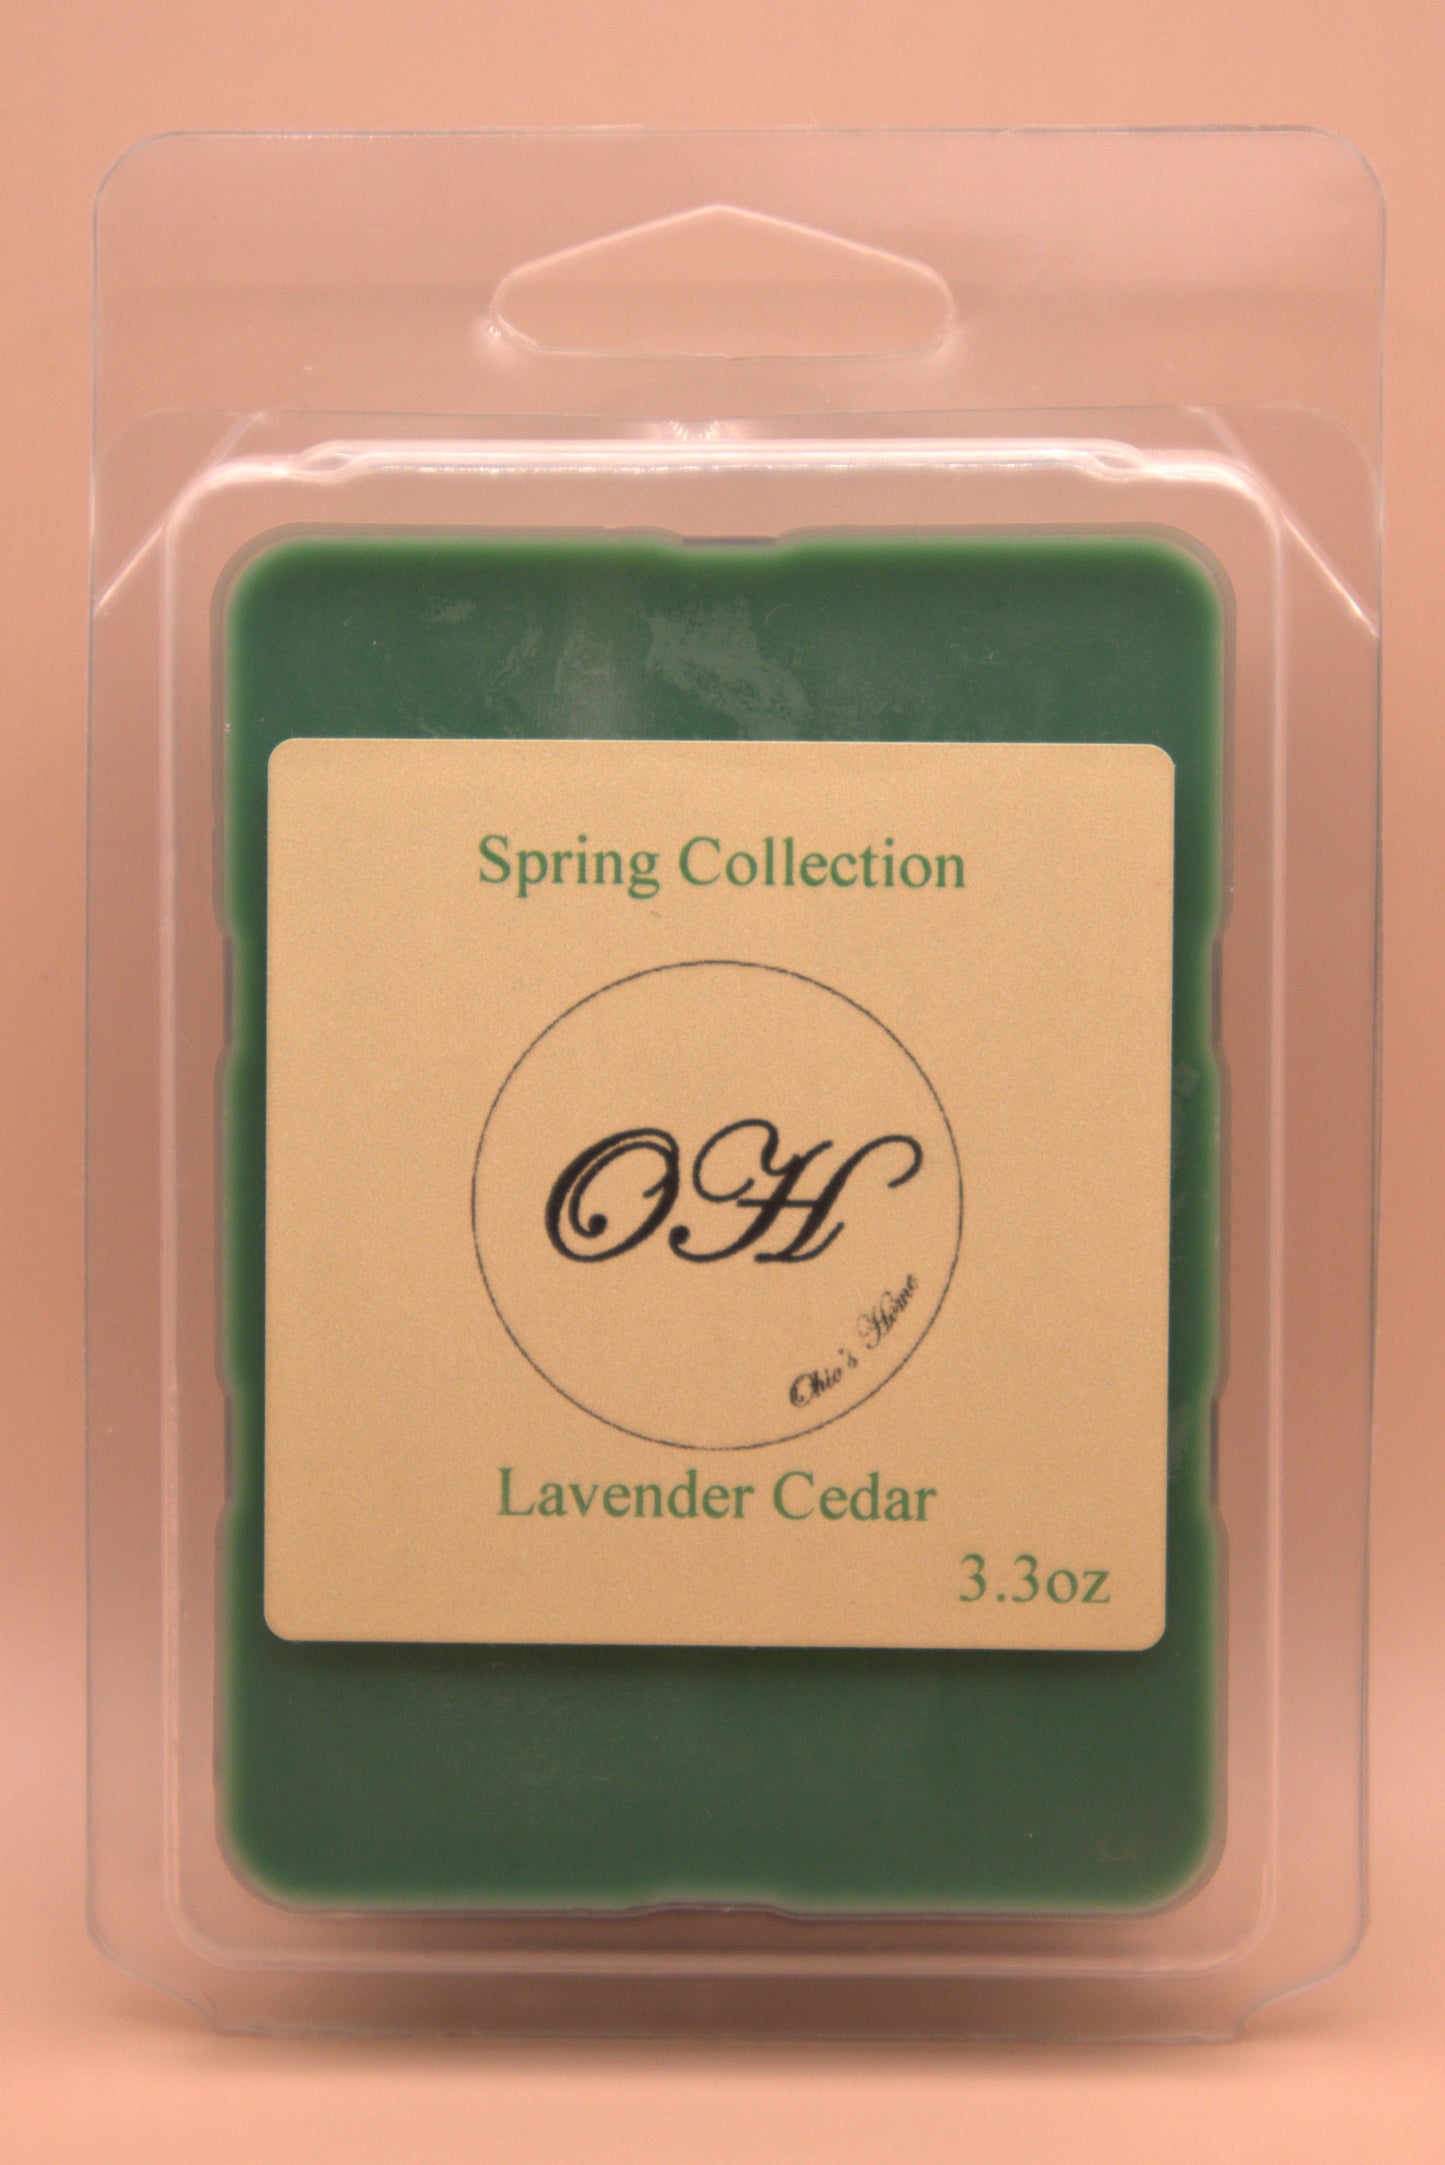 Spring Collection
OH
Ohio's Home
Lavender Cedar
3.3oz